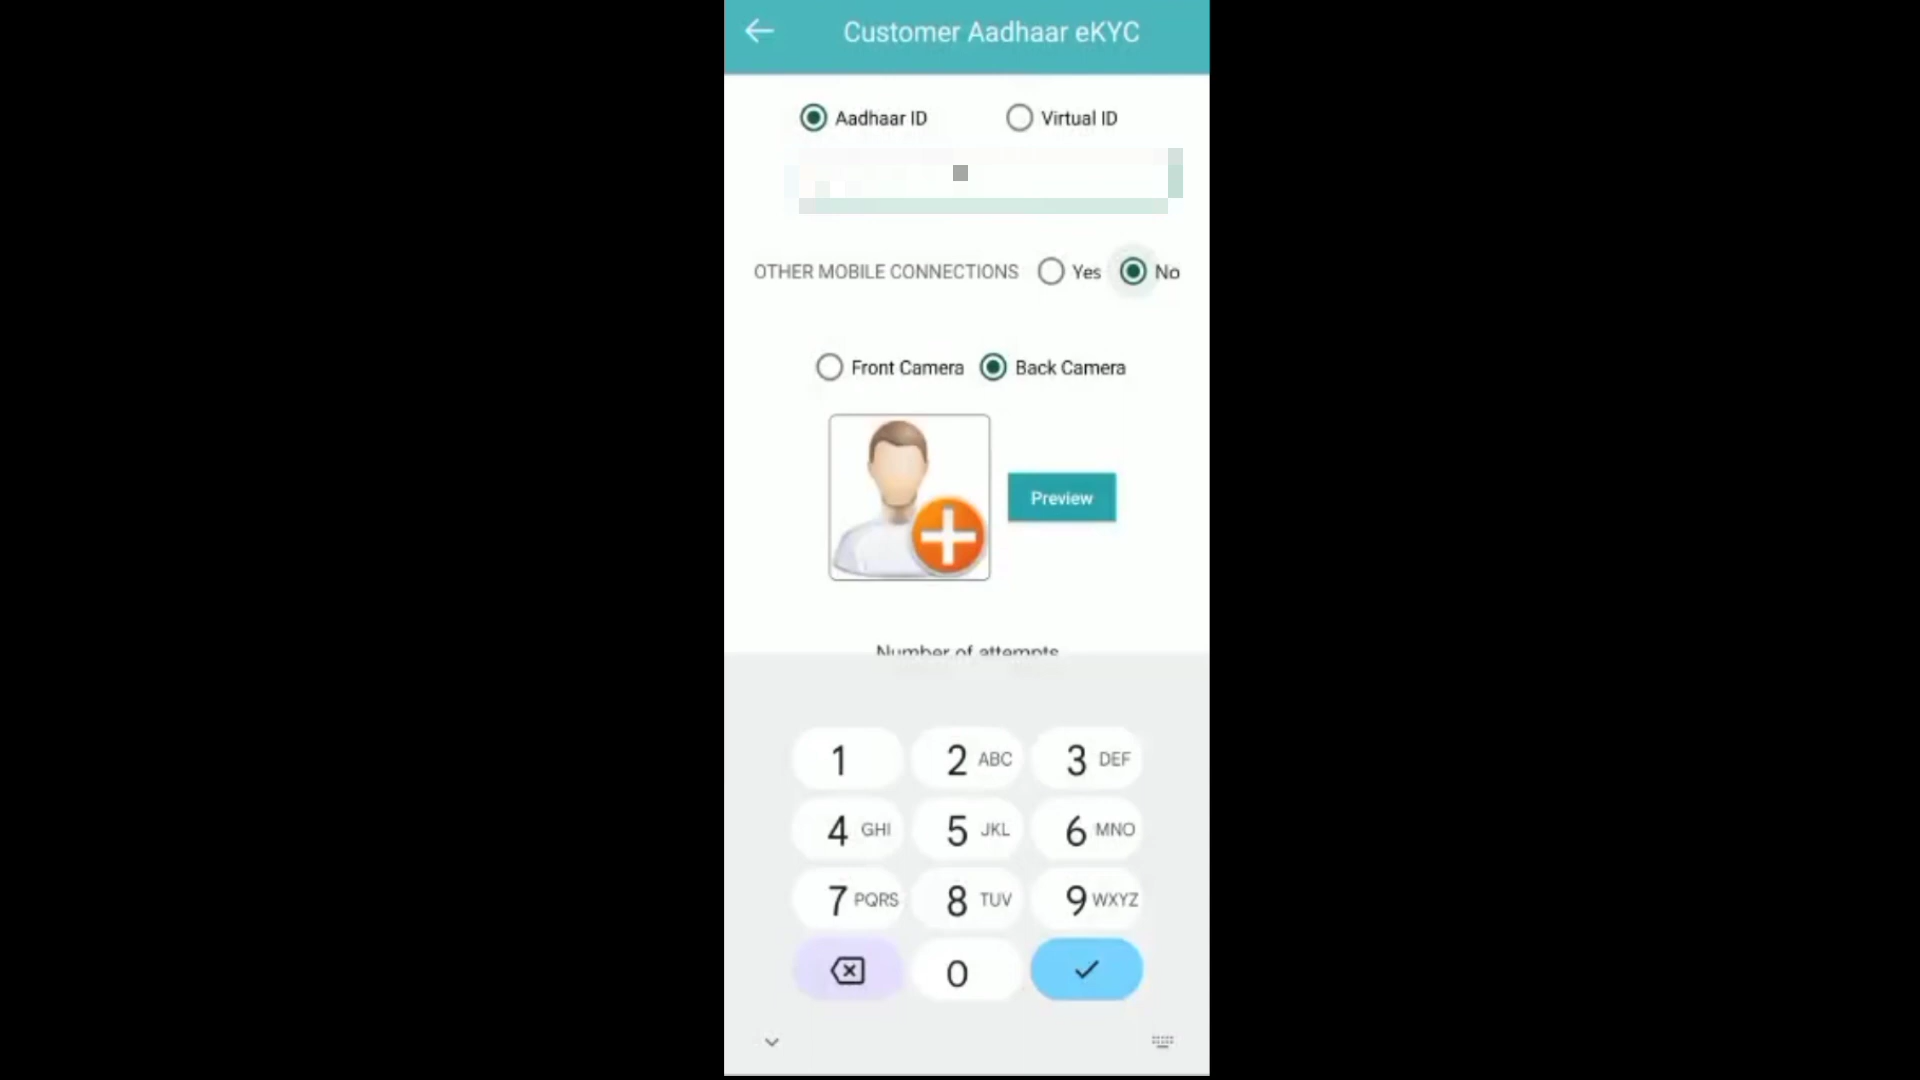 Customer Aadhaar eKYC
Aadhaar ID Virtual ID
OTHER MOBILE CONNECTIONS Yes No
Front Camera Back Camera
Preview
Number of attempts
1 2 ABC 3 DEF
4 GHI 5 JKL 6 MNO
7 PQRS 8 TUV 9 WXYZ
0